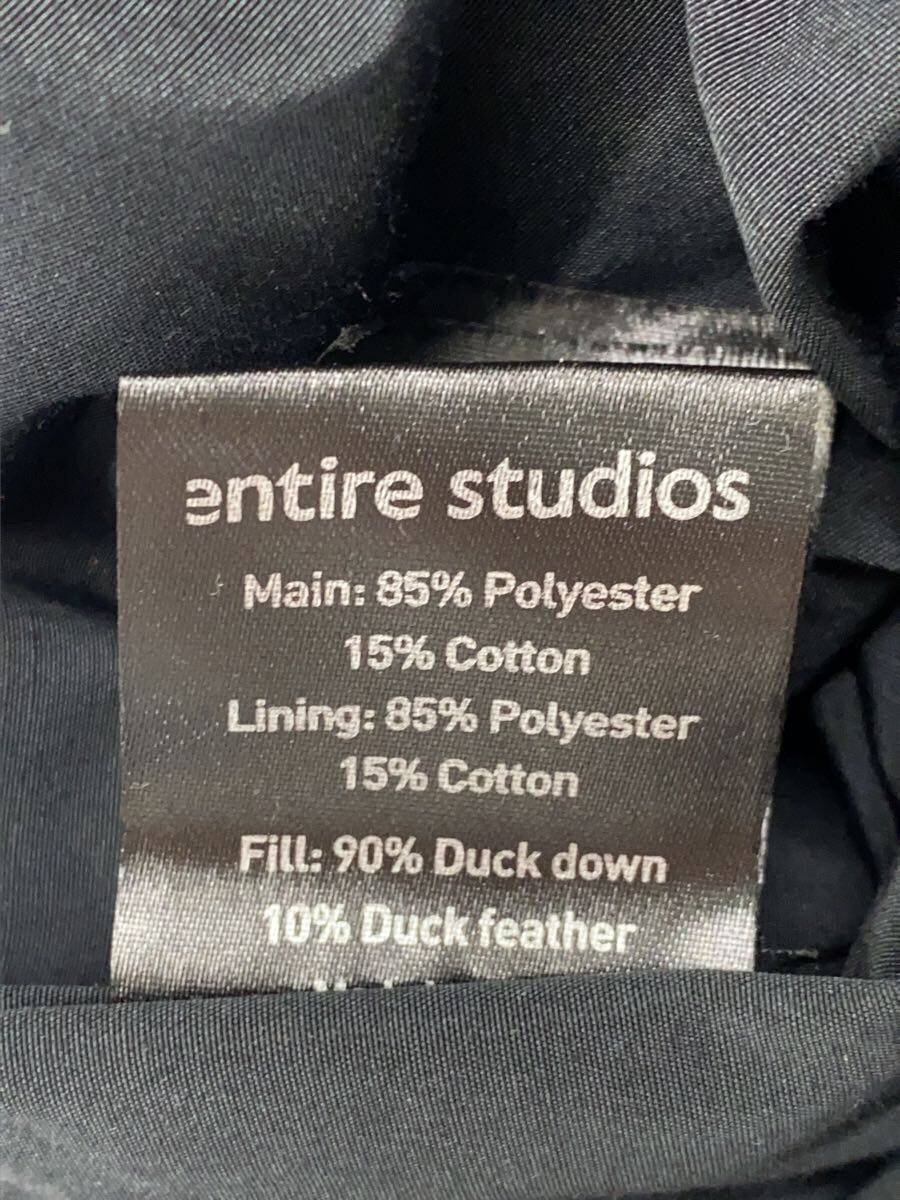 entire studios
Main: 85% Polyester
15% Cotton
Lining: 85% Polyester
15% Cotton
Fill: 90% Duck down
10% Duck feather